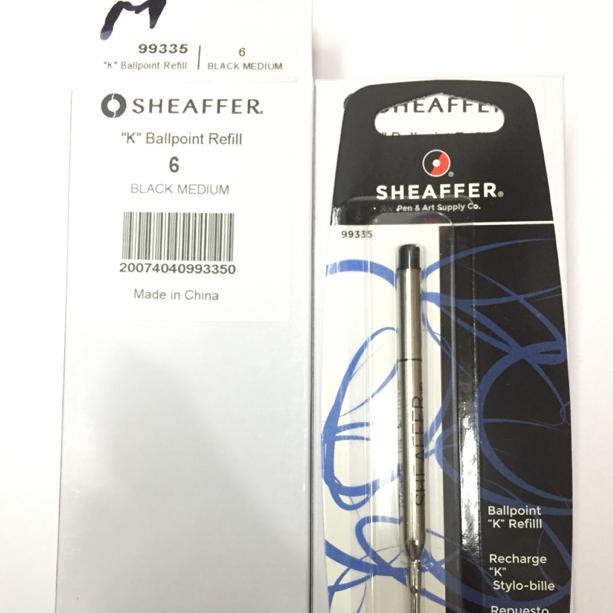 M
99335 | 6
"K" Ballpoint Refill | BLACK MEDIUM
SHEAFFER®
"K" Ballpoint Refill
6
BLACK MEDIUM
20074040993350
Made in China
SHEAFFER
SHEAFFER®
Pen & Art Supply Co.
99335
SHEAFFER
Ballpoint
"K" Refilll
Recharge
"K"
Stylo-bille
Repuesto